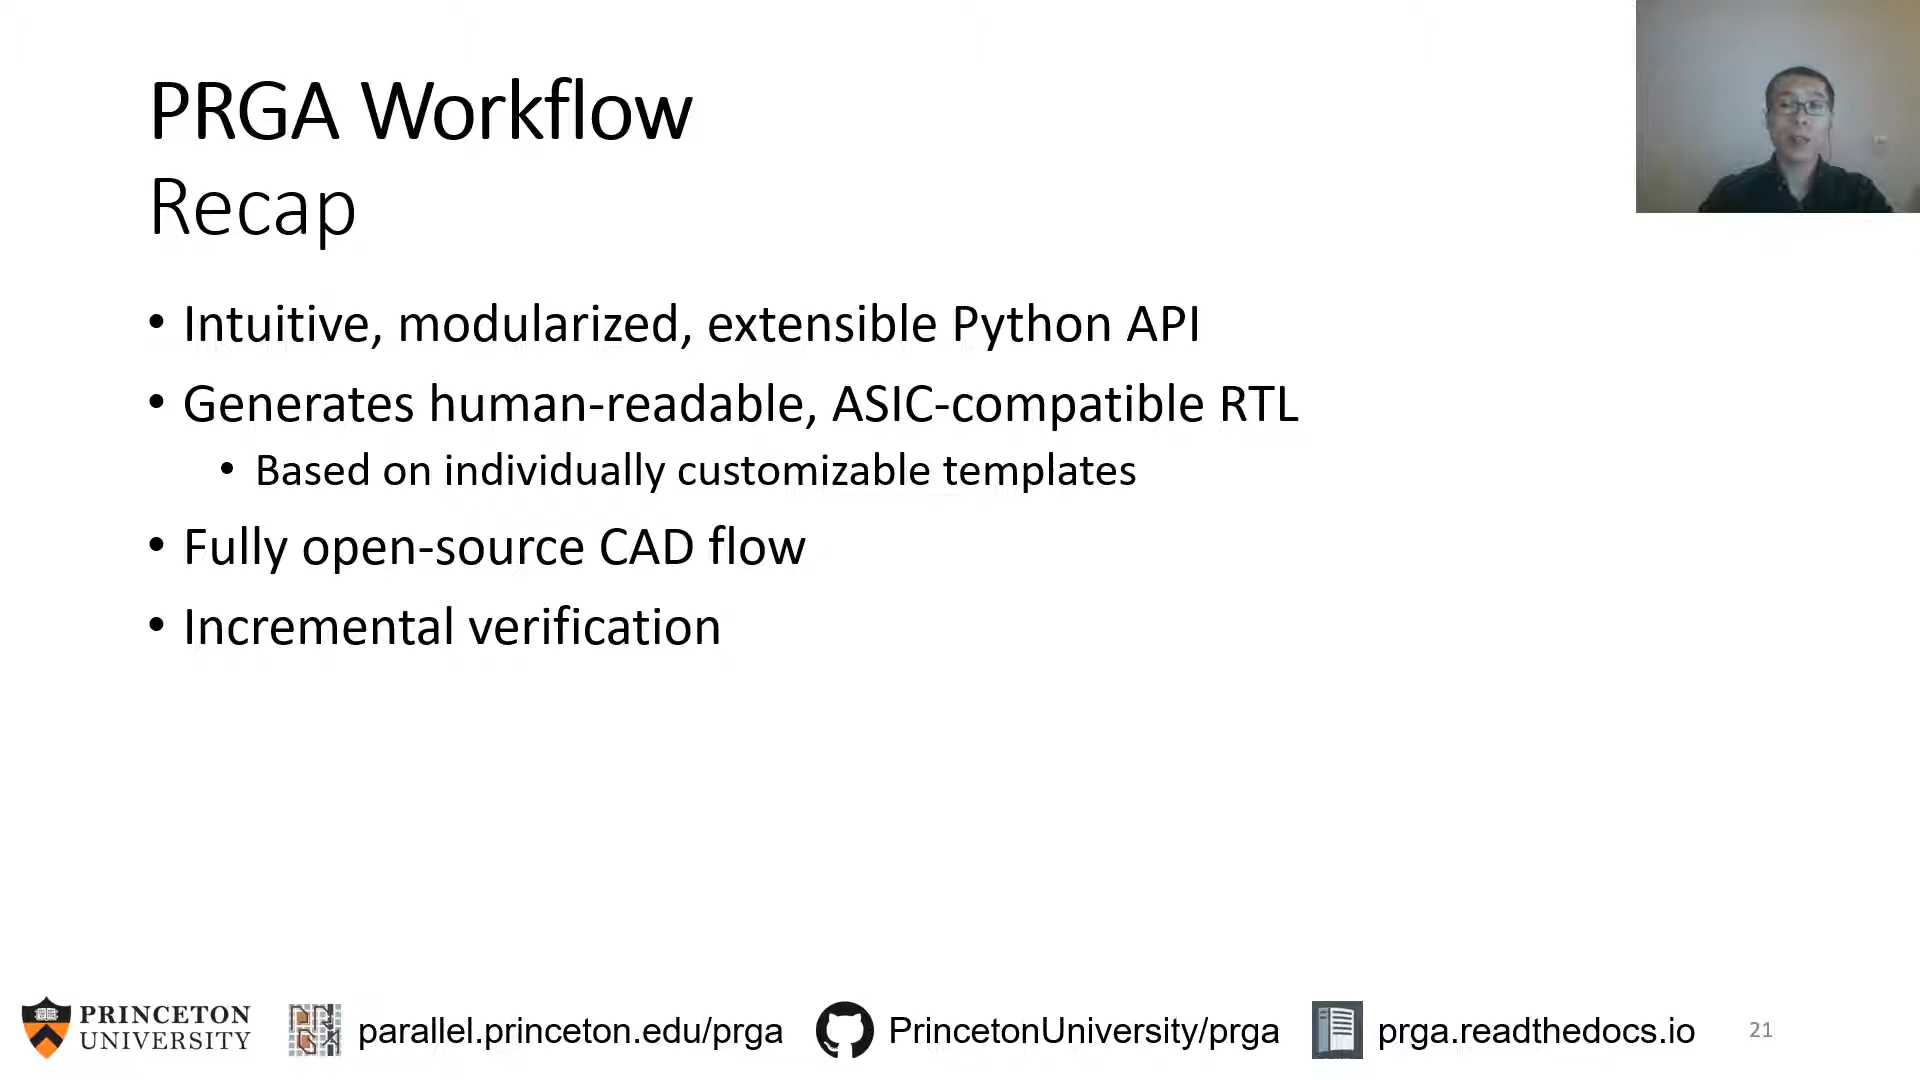 PRGA Workflow
Recap
• Intuitive, modularized, extensible Python API
• Generates human-readable, ASIC-compatible RTL
• Based on individually customizable templates
• Fully open-source CAD flow
• Incremental verification
PRINCETON
UNIVERSITY
parallel.princeton.edu/prga
PrincetonUniversity/prga
prga.readthedocs.io
21